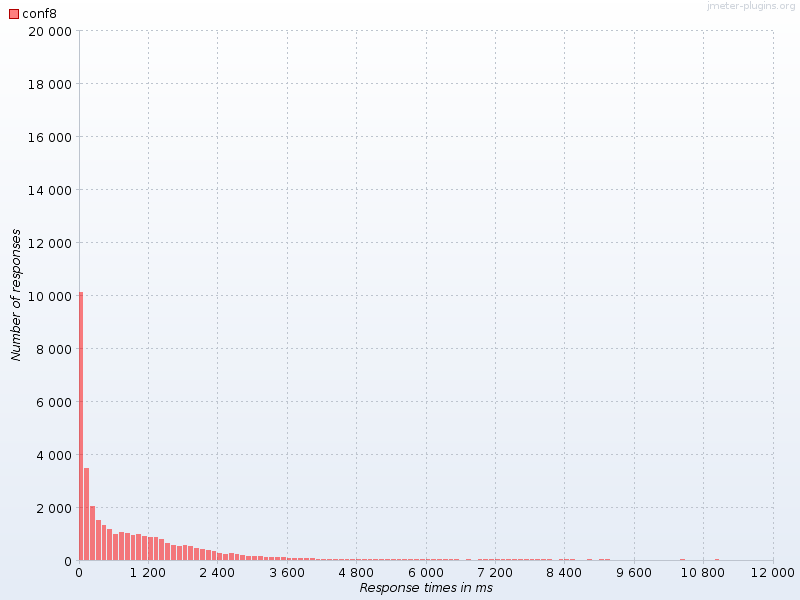 jmeter-plugins.org
conf8
20 000
18 000
16 000
14 000
12 000
10 000
8 000
6 000
4 000
2 000
0
Number of responses
0 1 200 2 400 3 600 4 800 6 000 7 200 8 400 9 600 10 800 12 000
Response times in ms